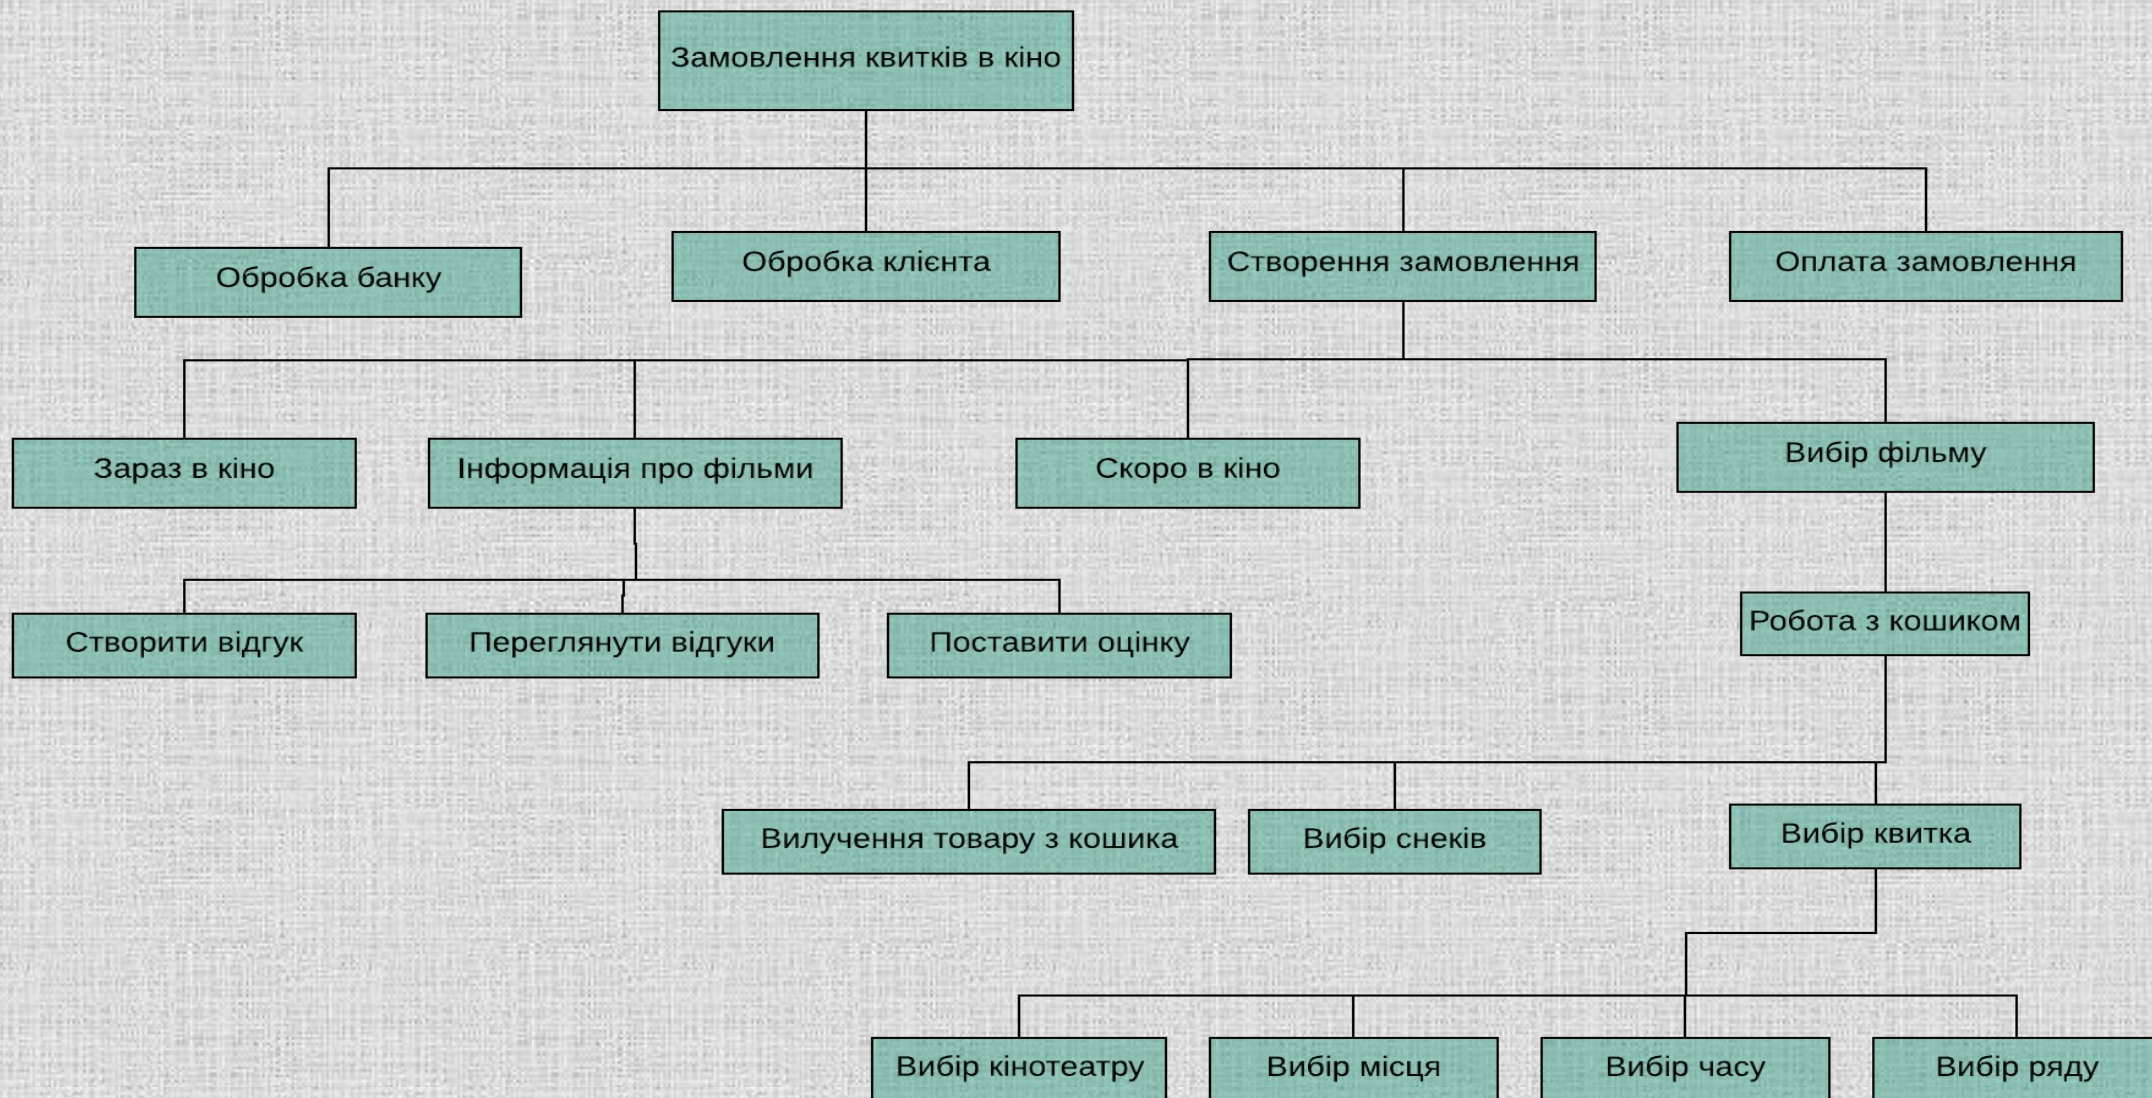 Замовлення квитків в кіно
Обробка банку
Обробка клієнта
Створення замовлення
Оплата замовлення
Зараз в кіно
Інформація про фільми
Скоро в кіно
Вибір фільму
Створити відгук
Переглянути відгуки
Поставити оцінку
Робота з кошиком
Вилучення товару з кошика
Вибір снеків
Вибір квитка
Вибір кінотеатру
Вибір місця
Вибір часу
Вибір ряду